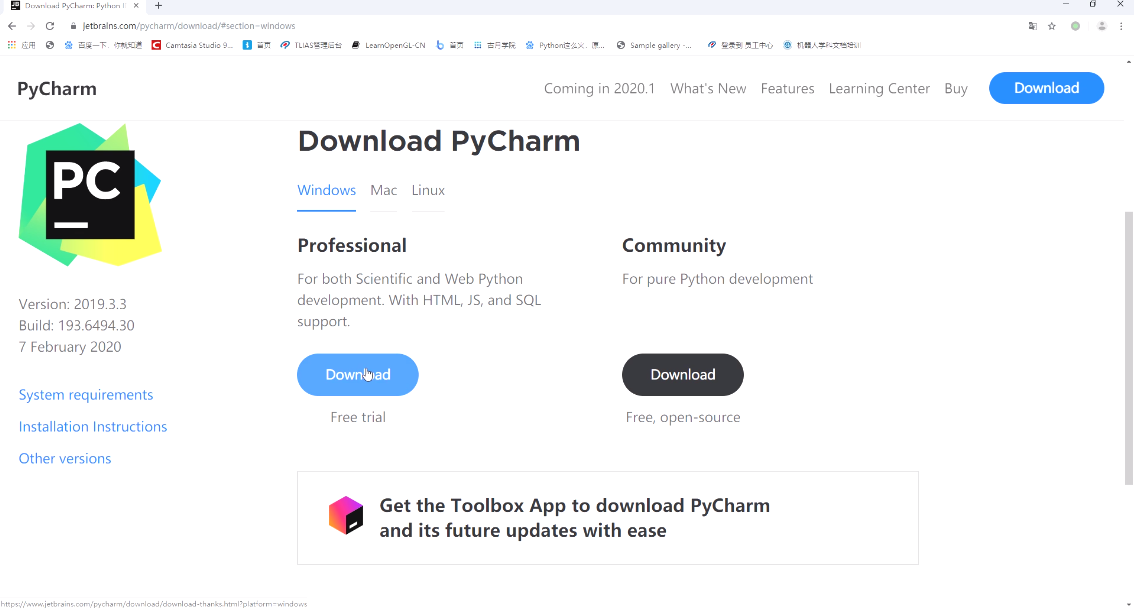 Download PyCharm: Python I
jetbrains.com/pycharm/download/#section=windows
应用
百度一下，你就知道
Camtasia Studio 9...
首页
TLIAS管理后台
LearnOpenGL-CN
首页
古月学院
Python怎么火，原...
Sample gallery -...
登录到 员工中心
机器人学科文档培训
PyCharm
Coming in 2020.1
What's New
Features
Learning Center
Buy
Download
PC
Version: 2019.3.3
Build: 193.6494.30
7 February 2020
System requirements
Installation Instructions
Other versions
Download PyCharm
Windows
Mac
Linux
Professional
For both Scientific and Web Python
development. With HTML, JS, and SQL
support.
Download
Free trial
Community
For pure Python development
Download
Free, open-source
Get the Toolbox App to download PyCharm
and its future updates with ease
https://www.jetbrains.com/pycharm/download/download-thanks.html?platform=windows